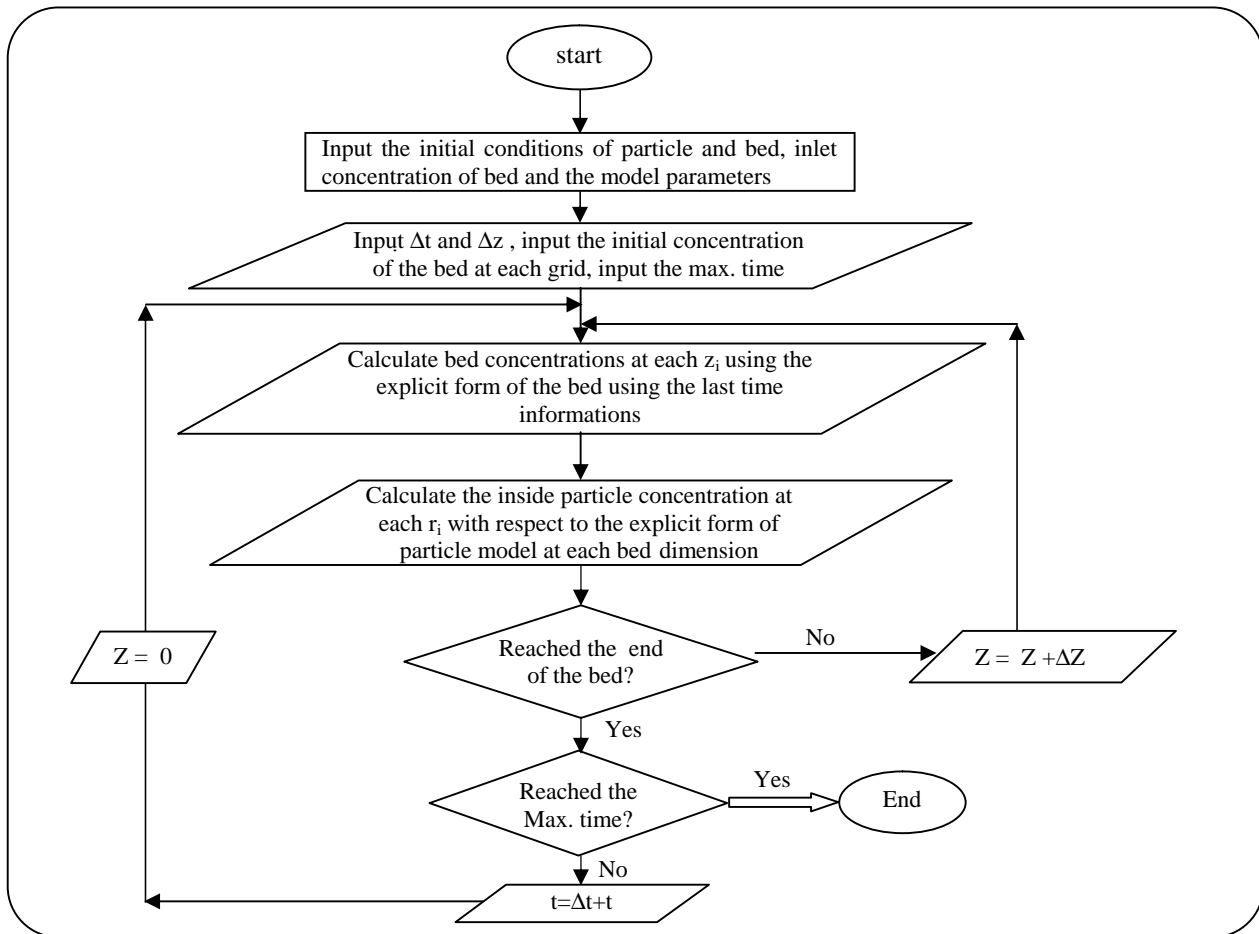 start
Input the initial conditions of particle and bed, inlet
concentration of bed and the model parameters
Input Δt and Δz , input the initial concentration
of the bed at each grid, input the max. time
Calculate bed concentrations at each zi using the
explicit form of the bed using the last time
informations
Calculate the inside particle concentration at
each ri with respect to the explicit form of
particle model at each bed dimension
Reached the end
of the bed?
No
Z = Z +ΔZ
Z = 0
Yes
Reached the
Max. time?
Yes
End
No
t=Δt+t